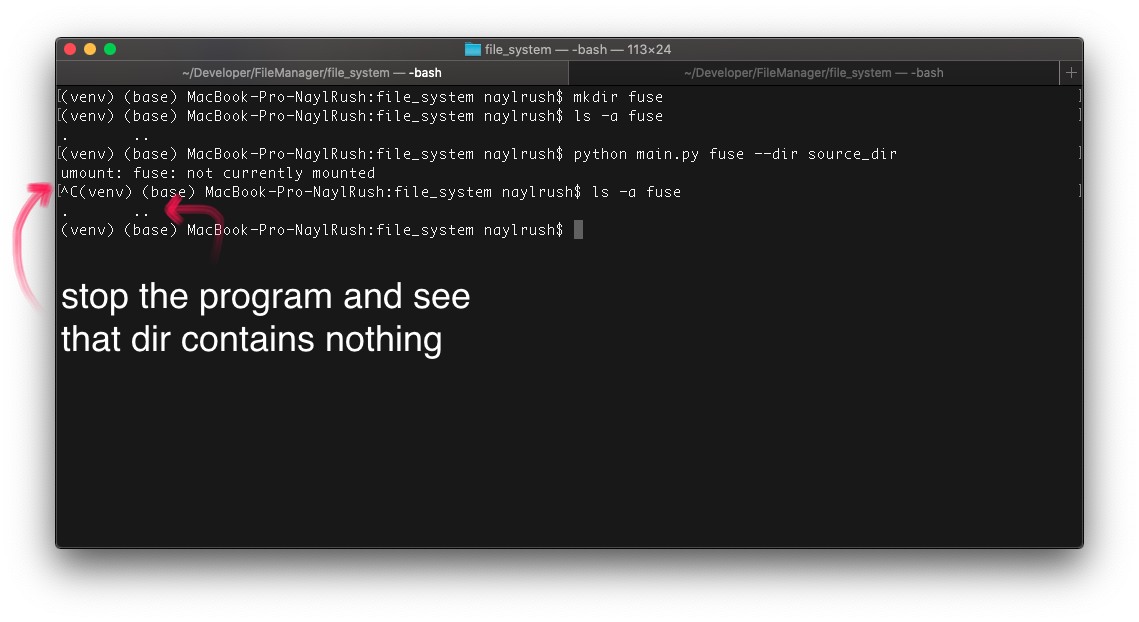 file_system — -bash — 113×24
~/Developer/FileManager/file_system — -bash ~/Developer/FileManager/file_system — -bash +
[(venv) (base) MacBook-Pro-NaylRush:file_system naylrush$ mkdir fuse ]
[(venv) (base) MacBook-Pro-NaylRush:file_system naylrush$ ls -a fuse ]
. ..
[(venv) (base) MacBook-Pro-NaylRush:file_system naylrush$ python main.py fuse --dir source_dir ]
umount: fuse: not currently mounted
[^C(venv) (base) MacBook-Pro-NaylRush:file_system naylrush$ ls -a fuse ]
. ..
(venv) (base) MacBook-Pro-NaylRush:file_system naylrush$
stop the program and see
that dir contains nothing